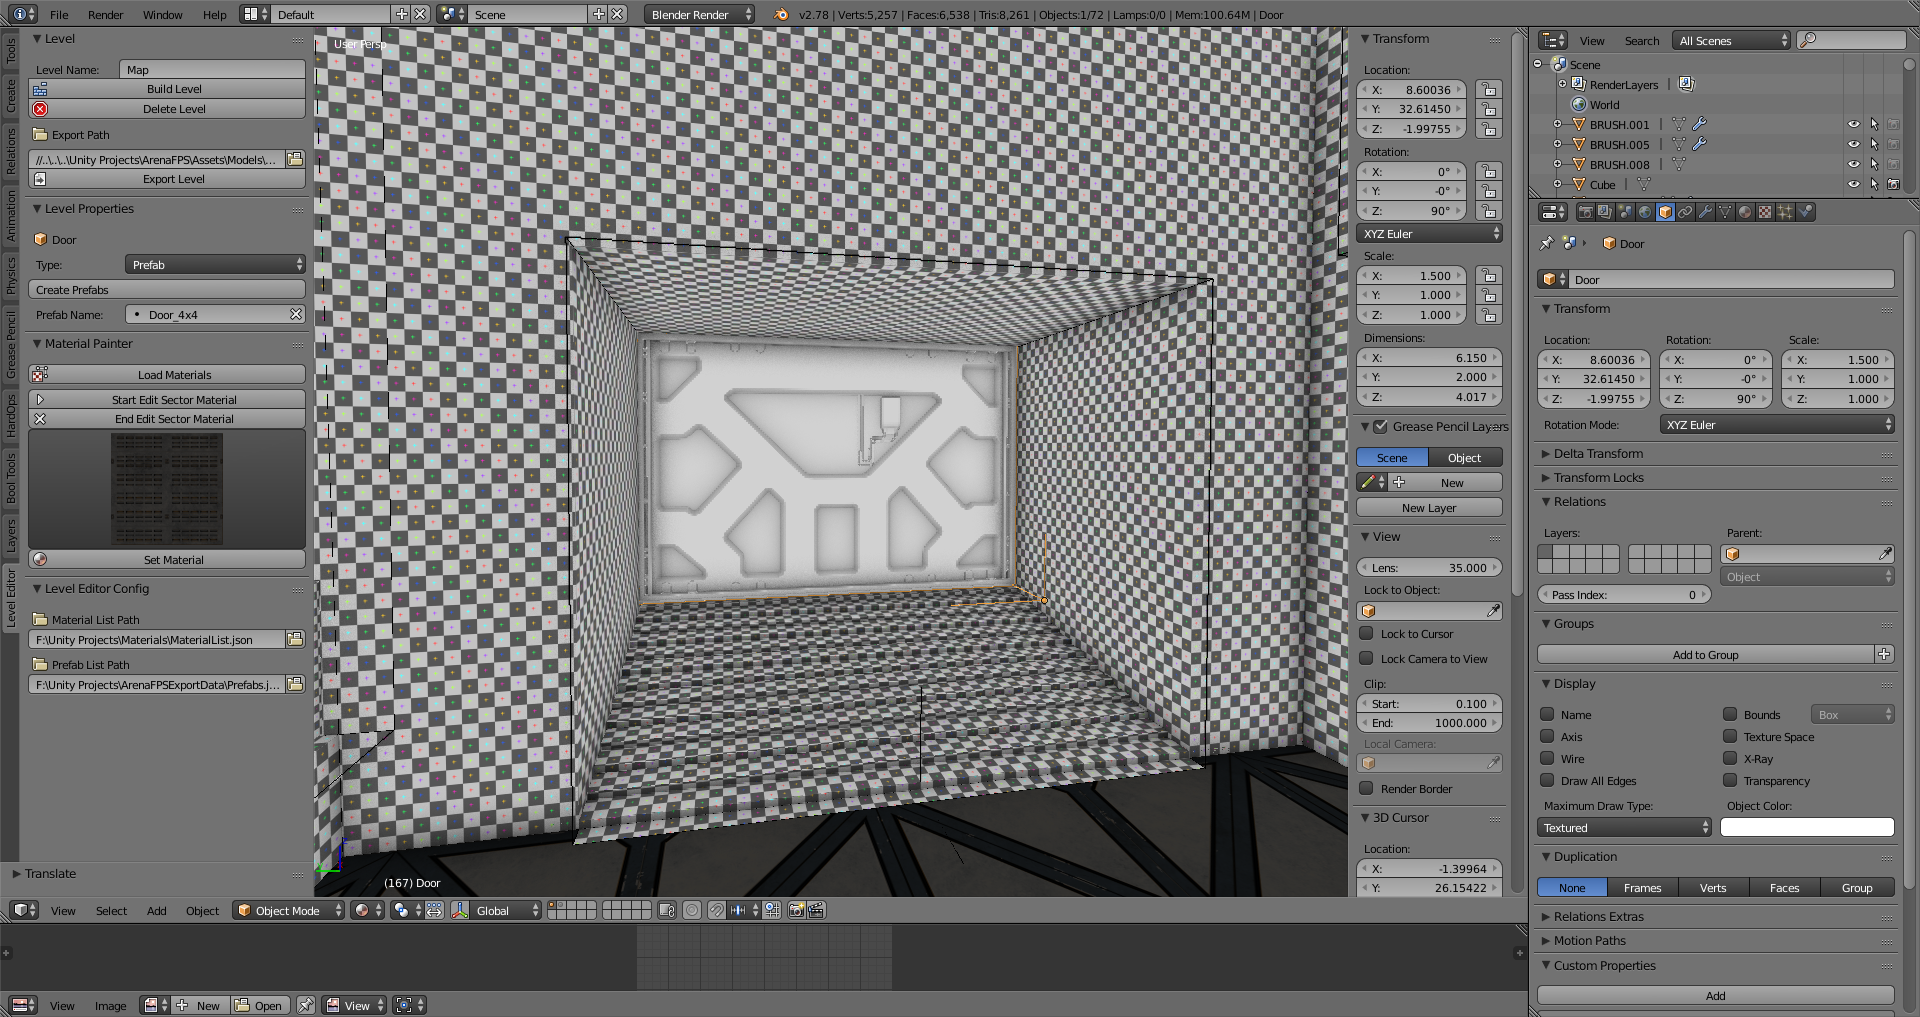 File Render Window Help Default Scene Blender Render v2.78 | Verts:5,257 | Faces:6,538 | Tris:8,261 | Objects:1/72 | Lamps:0/0 | Mem:100.64M | Door
Tools
Create
Relations
Animation
Physics
Grease Pencil
HardOps
Bool Tools
Layers
Level Editor
Level
Level Name: Map
Build Level
Delete Level
Export Path
//..\..\..\Unity Projects\ArenaFPS\Assets\Models\...
Export Level
Level Properties
Door
Type: Prefab
Create Prefabs
Prefab Name: Door_4x4
Material Painter
Load Materials
Start Edit Sector Material
End Edit Sector Material
Set Material
Level Editor Config
Material List Path
F:\Unity Projects\Materials\MaterialList.json
Prefab List Path
F:\Unity Projects\ArenaFPSExportData\Prefabs.j...
Translate
User Persp
(167) Door
Transform
Location:
X: 8.60036
Y: 32.61450
Z: -1.99755
Rotation:
X: 0°
Y: -0°
Z: 90°
XYZ Euler
Scale:
X: 1.500
Y: 1.000
Z: 1.000
Dimensions:
X: 6.150
Y: 2.000
Z: 4.017
Grease Pencil Layers
Scene Object
New
New Layer
View
Lens: 35.000
Lock to Object:
Lock to Cursor
Lock Camera to View
Clip:
Start: 0.100
End: 1000.000
Local Camera:
Render Border
3D Cursor
Location:
X: -1.39964
Y: 26.15422
View Select Add Object Object Mode Global
View Image New Open View
View Search All Scenes
Scene
RenderLayers
World
BRUSH.001
BRUSH.005
BRUSH.008
Cube
Door
Door
Transform
Location: Rotation: Scale:
X: 8.60036 X: 0° X: 1.500
Y: 32.61450 Y: -0° Y: 1.000
Z: -1.99755 Z: 90° Z: 1.000
Rotation Mode: XYZ Euler
Delta Transform
Transform Locks
Relations
Layers: Parent:
Object
Pass Index: 0
Groups
Add to Group
Display
Name Bounds Box
Axis Texture Space
Wire X-Ray
Draw All Edges Transparency
Maximum Draw Type: Object Color:
Textured
Duplication
None Frames Verts Faces Group
Relations Extras
Motion Paths
Custom Properties
Add